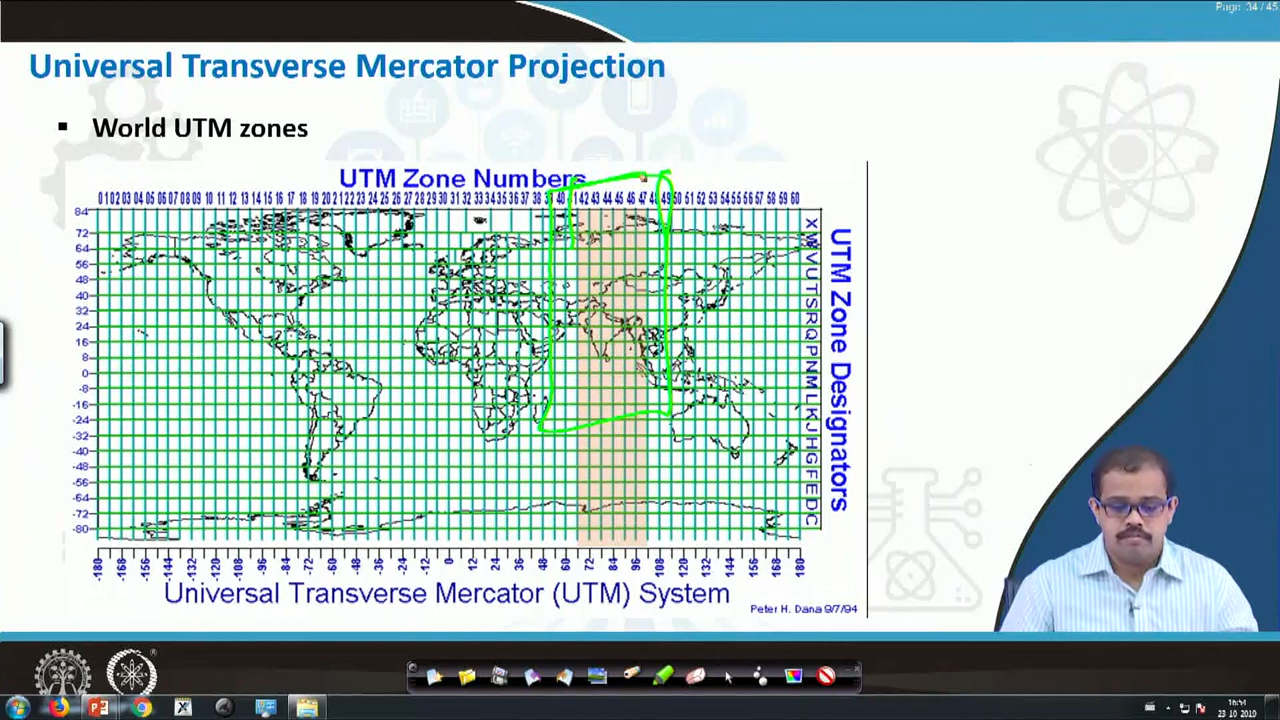 Page: 34 / 45
Universal Transverse Mercator Projection
▪ World UTM zones
UTM Zone Numbers
01 02 03 04 05 06 07 08 09 10 11 12 13 14 15 16 17 18 19 20 21 22 23 24 25 26 27 28 29 30 31 32 33 34 35 36 37 38 39 40 41 42 43 44 45 46 47 48 49 50 51 52 53 54 55 56 57 58 59 60
84
72
64
56
48
40
32
24
16
8
0
-8
-16
-24
-32
-40
-48
-56
-64
-72
-80
X
W
V
U
T
S
R
Q
P
N
M
L
K
J
H
G
F
E
D
C
UTM Zone Designators
-180 -168 -156 -144 -132 -120 -108 -96 -84 -72 -60 -48 -36 -24 -12 0 12 24 36 48 60 72 84 96 108 120 132 144 156 168 180
Universal Transverse Mercator (UTM) System
Peter H. Dana 9/7/94
23-10-2019